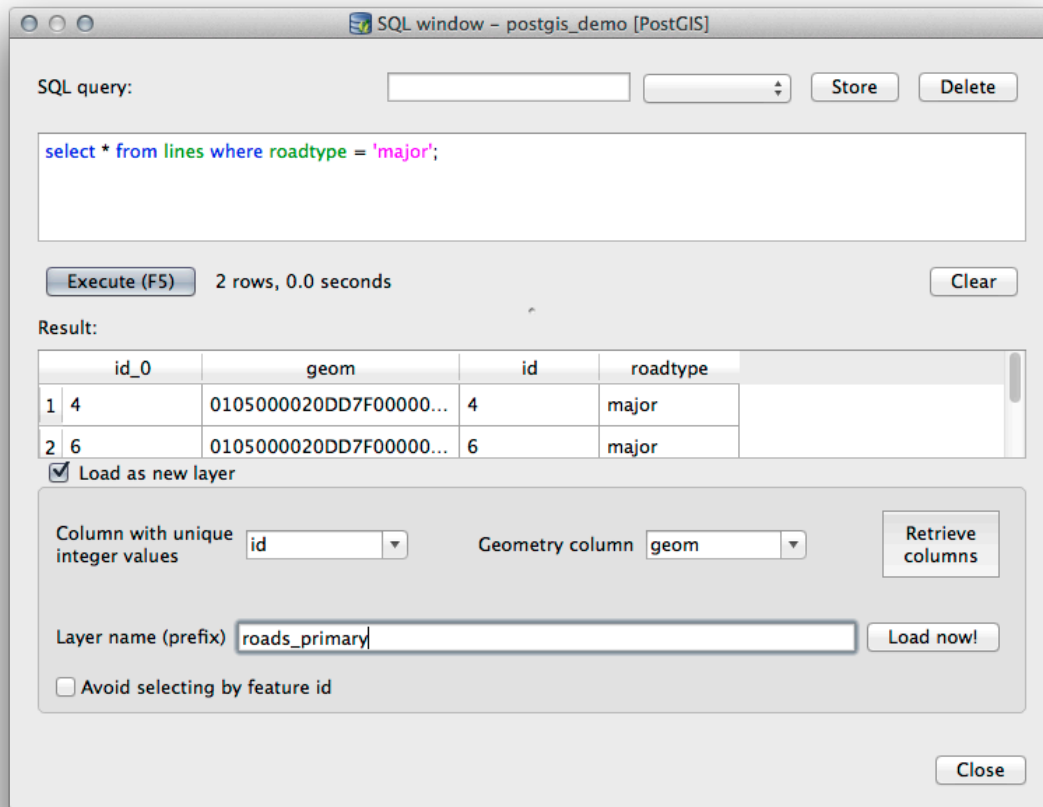 SQL window – postgis_demo [PostGIS]
SQL query:
Store
Delete
select * from lines where roadtype = 'major';
Execute (F5)
2 rows, 0.0 seconds
Clear
Result:
id_0 geom id roadtype
1 4 0105000020DD7F00000... 4 major
2 6 0105000020DD7F00000... 6 major
Load as new layer
Column with unique
integer values
id
Geometry column
geom
Retrieve
columns
Layer name (prefix)
roads_primary
Load now!
Avoid selecting by feature id
Close